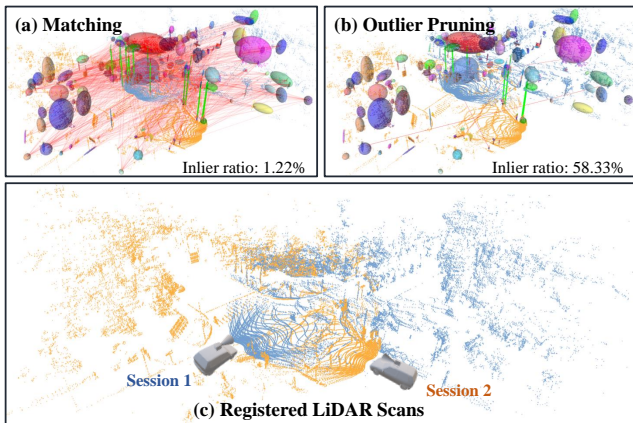 (a) Matching
Inlier ratio: 1.22%
(b) Outlier Pruning
Inlier ratio: 58.33%
Session 1
Session 2
(c) Registered LiDAR Scans